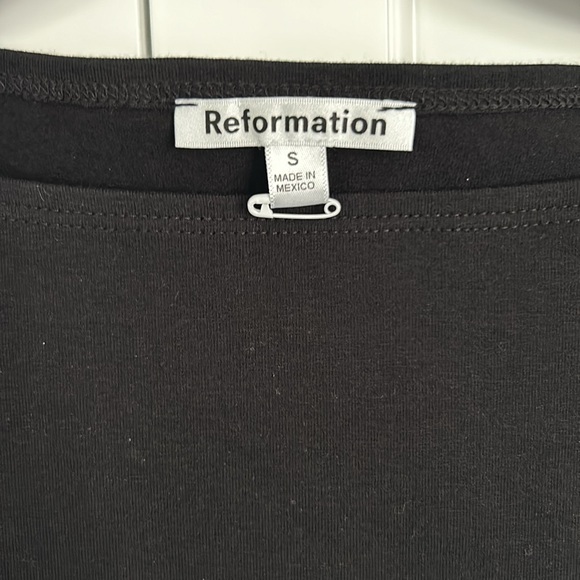 Reformation
S
MADE IN
MEXICO